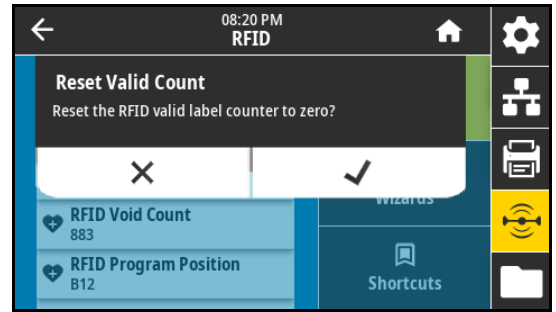 08:20 PM
RFID
Reset Valid Count
Reset the RFID valid label counter to zero?
Wizards
RFID Void Count
883
RFID Program Position
B12
Shortcuts